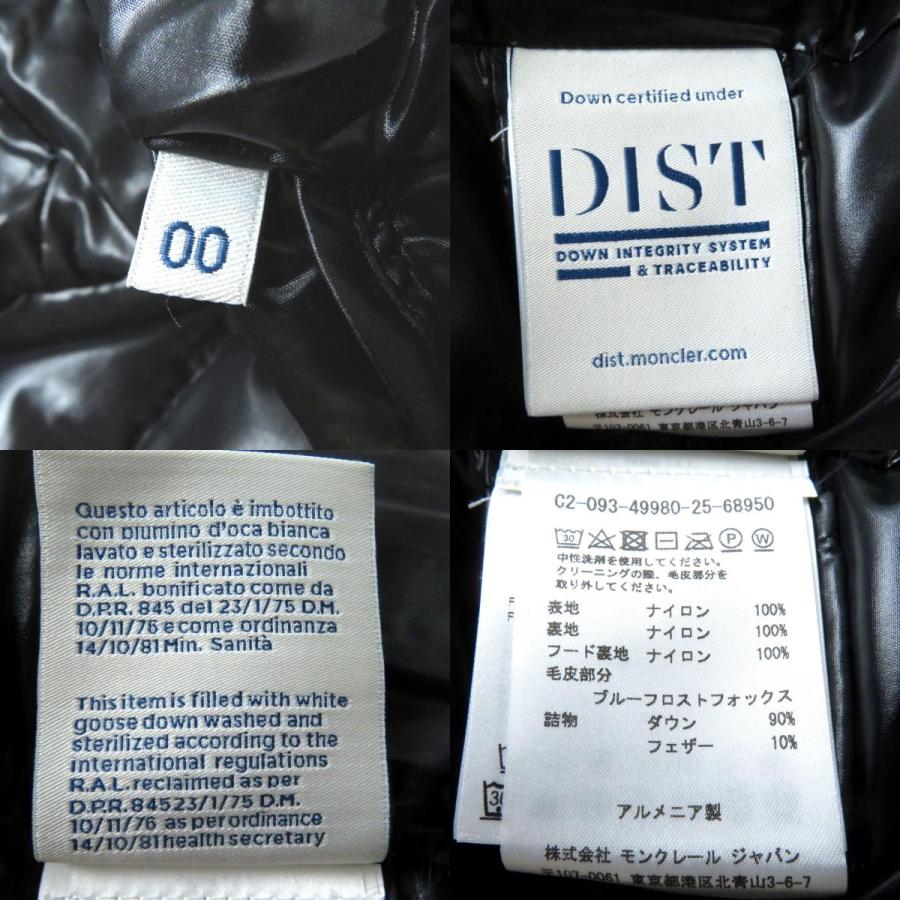 00
Down certified under
DIST
DOWN INTEGRITY SYSTEM
& TRACEABILITY
dist.moncler.com
株式会社 モンクレール ジャパン
〒107-0061 東京都港区北青山3-6-7
Questo articolo è imbottito
con piumino d'oca bianca
lavato e sterilizzato secondo
le norme internazionali
R.A.L. bonificato come da
D.P.R. 845 del 23/1/75 D.M.
10/11/76 e come ordinanza
14/10/81 Min. Sanità
This item is filled with white
goose down washed and
sterilized according to the
international regulations
R.A.L. reclaimed as per
D.P.R. 84523/1/75 D.M.
10/11/76 as per ordinance
14/10/81 health secretary
C2-093-49980-25-68950
30 P W
中性洗剤を使用してください。
クリーニングの際、毛皮部分を
取り外してください。
表地 ナイロン 100%
裏地 ナイロン 100%
フード裏地 ナイロン 100%
毛皮部分
ブルーフロストフォックス
詰物 ダウン 90%
フェザー 10%
アルメニア製
株式会社 モンクレール ジャパン
〒107-0061 東京都港区北青山3-6-7